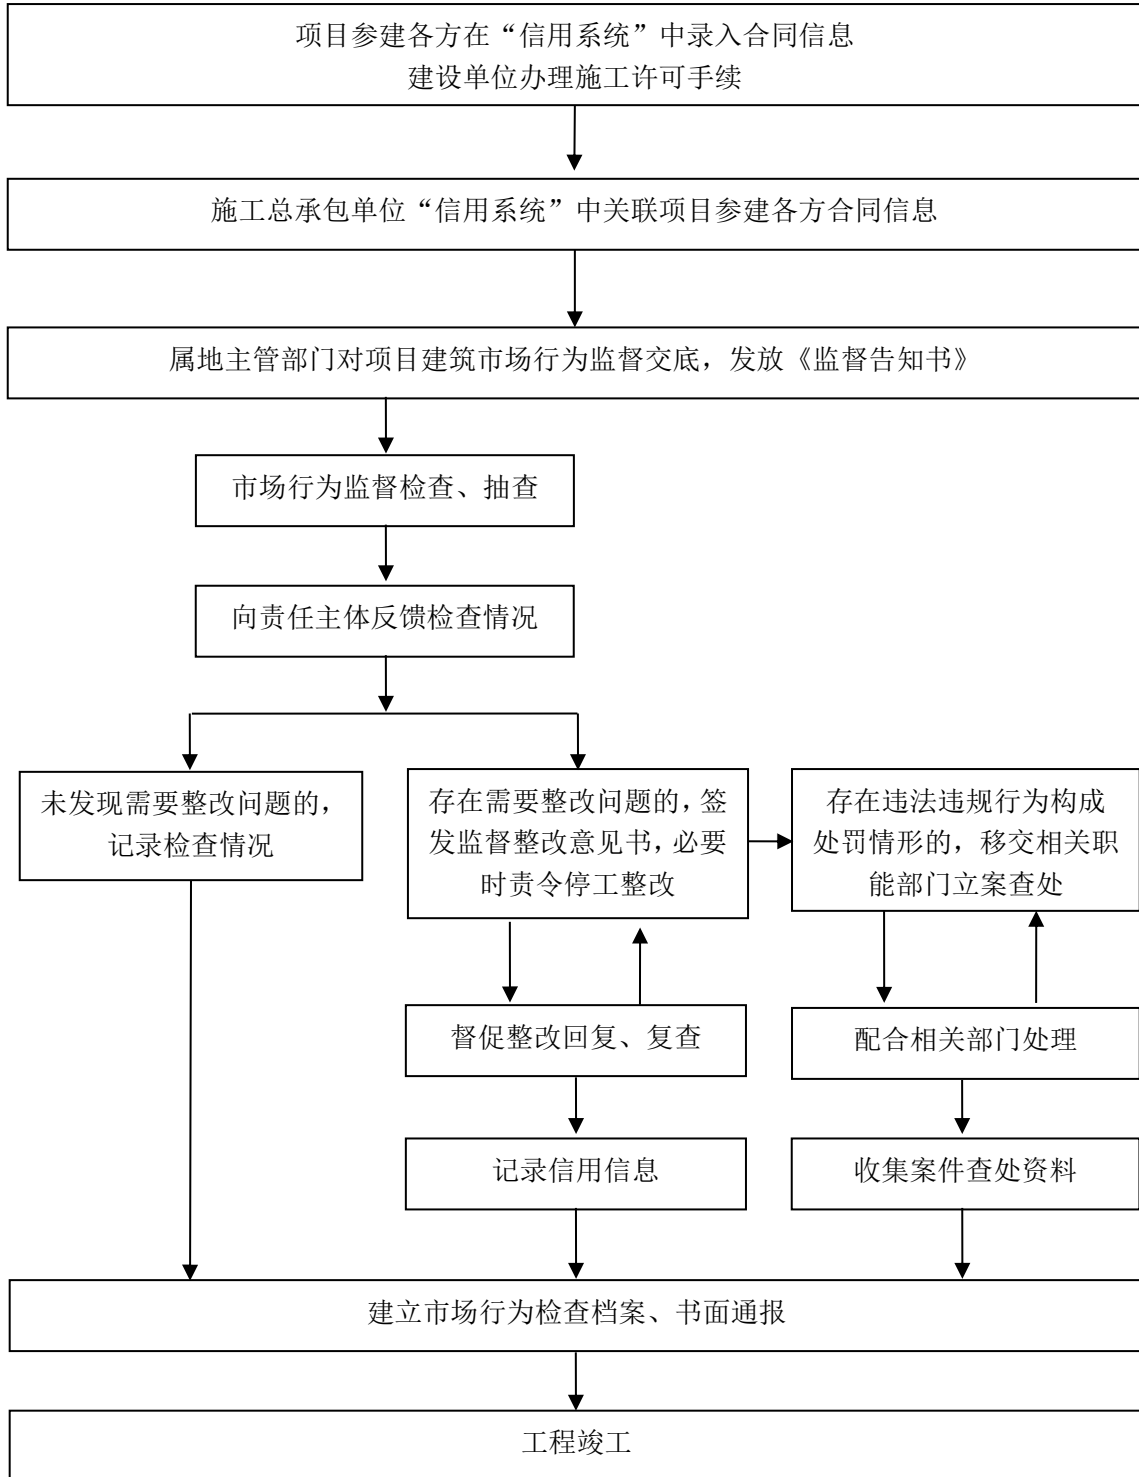 项目参建各方在“信用系统”中录入合同信息
建设单位办理施工许可手续
施工总承包单位“信用系统”中关联项目参建各方合同信息
属地主管部门对项目建筑市场行为监督交底，发放《监督告知书》
市场行为监督检查、抽查
向责任主体反馈检查情况
未发现需要整改问题的，
记录检查情况
存在需要整改问题的，签
发监督整改意见书，必要
时责令停工整改
存在违法违规行为构成
处罚情形的，移交相关职
能部门立案查处
督促整改回复、复查
配合相关部门处理
记录信用信息
收集案件查处资料
建立市场行为检查档案、书面通报
工程竣工